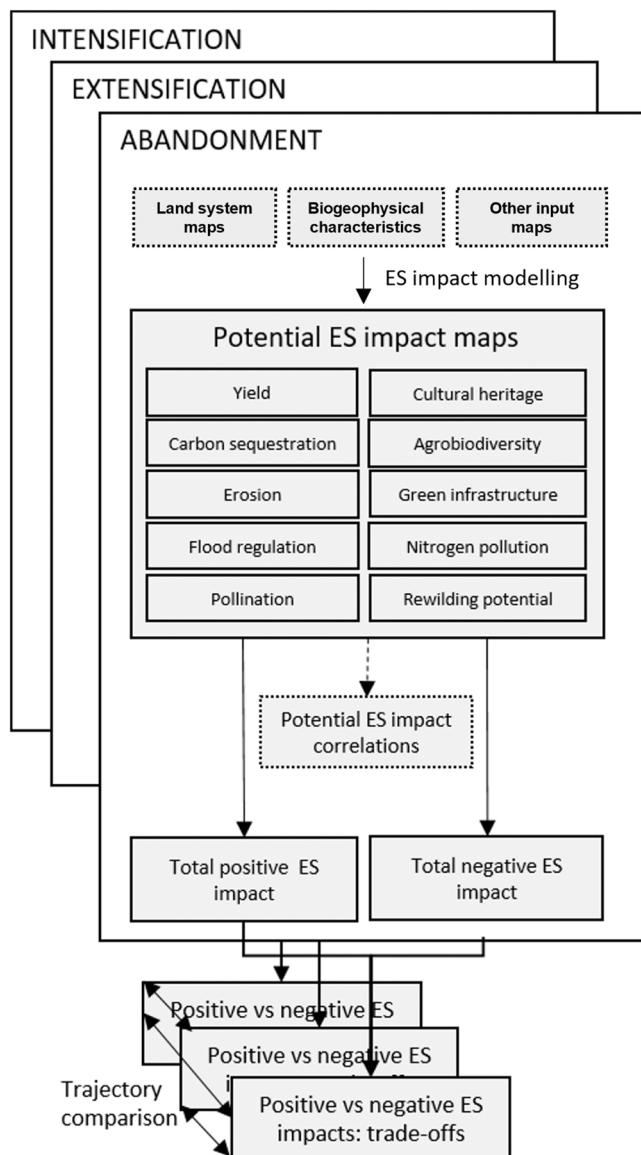 INTENSIFICATION
EXTENSIFICATION
ABANDONMENT
Land system
maps
Biogeophysical
characteristics
Other input
maps
ES impact modelling
Potential ES impact maps
Yield
Cultural heritage
Carbon sequestration
Agrobiodiversity
Erosion
Green infrastructure
Flood regulation
Nitrogen pollution
Pollination
Rewilding potential
Potential ES impact
correlations
Total positive ES
impact
Total negative ES
impact
Positive vs negative ES
Positive vs negative ES
Trajectory
comparison
Positive vs negative ES
impacts: trade-offs